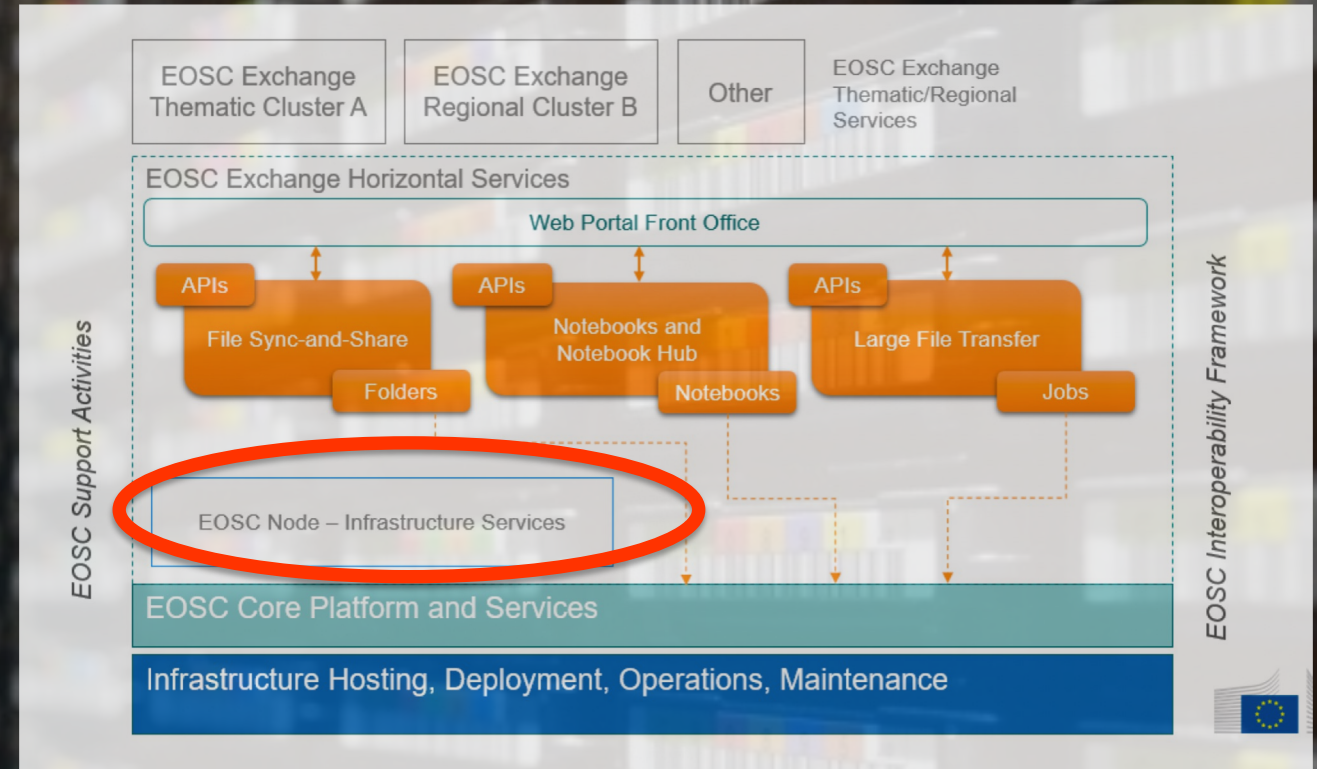 EOSC Exchange
Thematic Cluster A
EOSC Exchange
Regional Cluster B
Other
EOSC Exchange
Thematic/Regional
Services
EOSC Exchange Horizontal Services
Web Portal Front Office
APIs
File Sync-and-Share
Folders
APIs
Notebooks and
Notebook Hub
Notebooks
APIs
Large File Transfer
Jobs
EOSC Node – Infrastructure Services
EOSC Core Platform and Services
Infrastructure Hosting, Deployment, Operations, Maintenance
EOSC Support Activities
EOSC Interoperability Framework